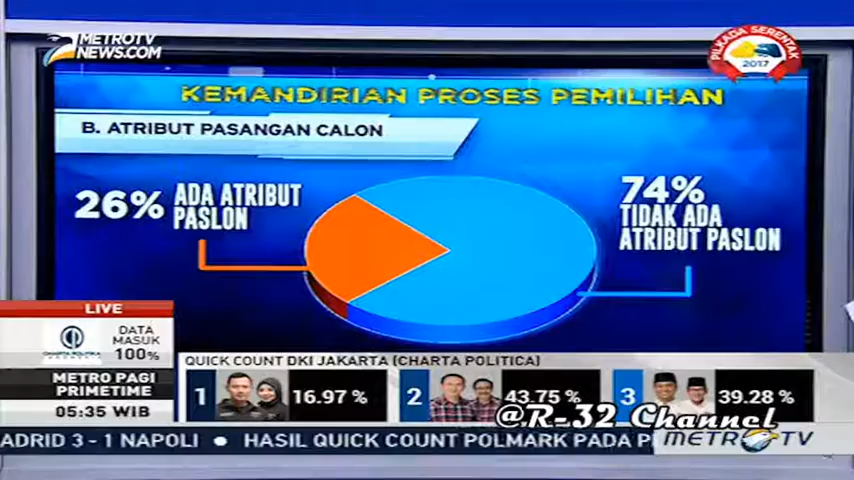 METROTV
NEWS.COM
PILKADA SERENTAK
2017
KEMANDIRIAN PROSES PEMILIHAN
B. ATRIBUT PASANGAN CALON
26% ADA ATRIBUT
PASLON
74%
TIDAK ADA
ATRIBUT PASLON
LIVE
CHARTA POLITIKA
INDONESIA
DATA
MASUK
100%
QUICK COUNT DKI JAKARTA (CHARTA POLITICA)
METRO PAGI
PRIMETIME
05:35 WIB
1 16.97 %
2 43.75 %
3 39.28 %
@R-32 Channel
ADRID 3 - 1 NAPOLI ● HASIL QUICK COUNT POLMARK PADA P
METRO TV